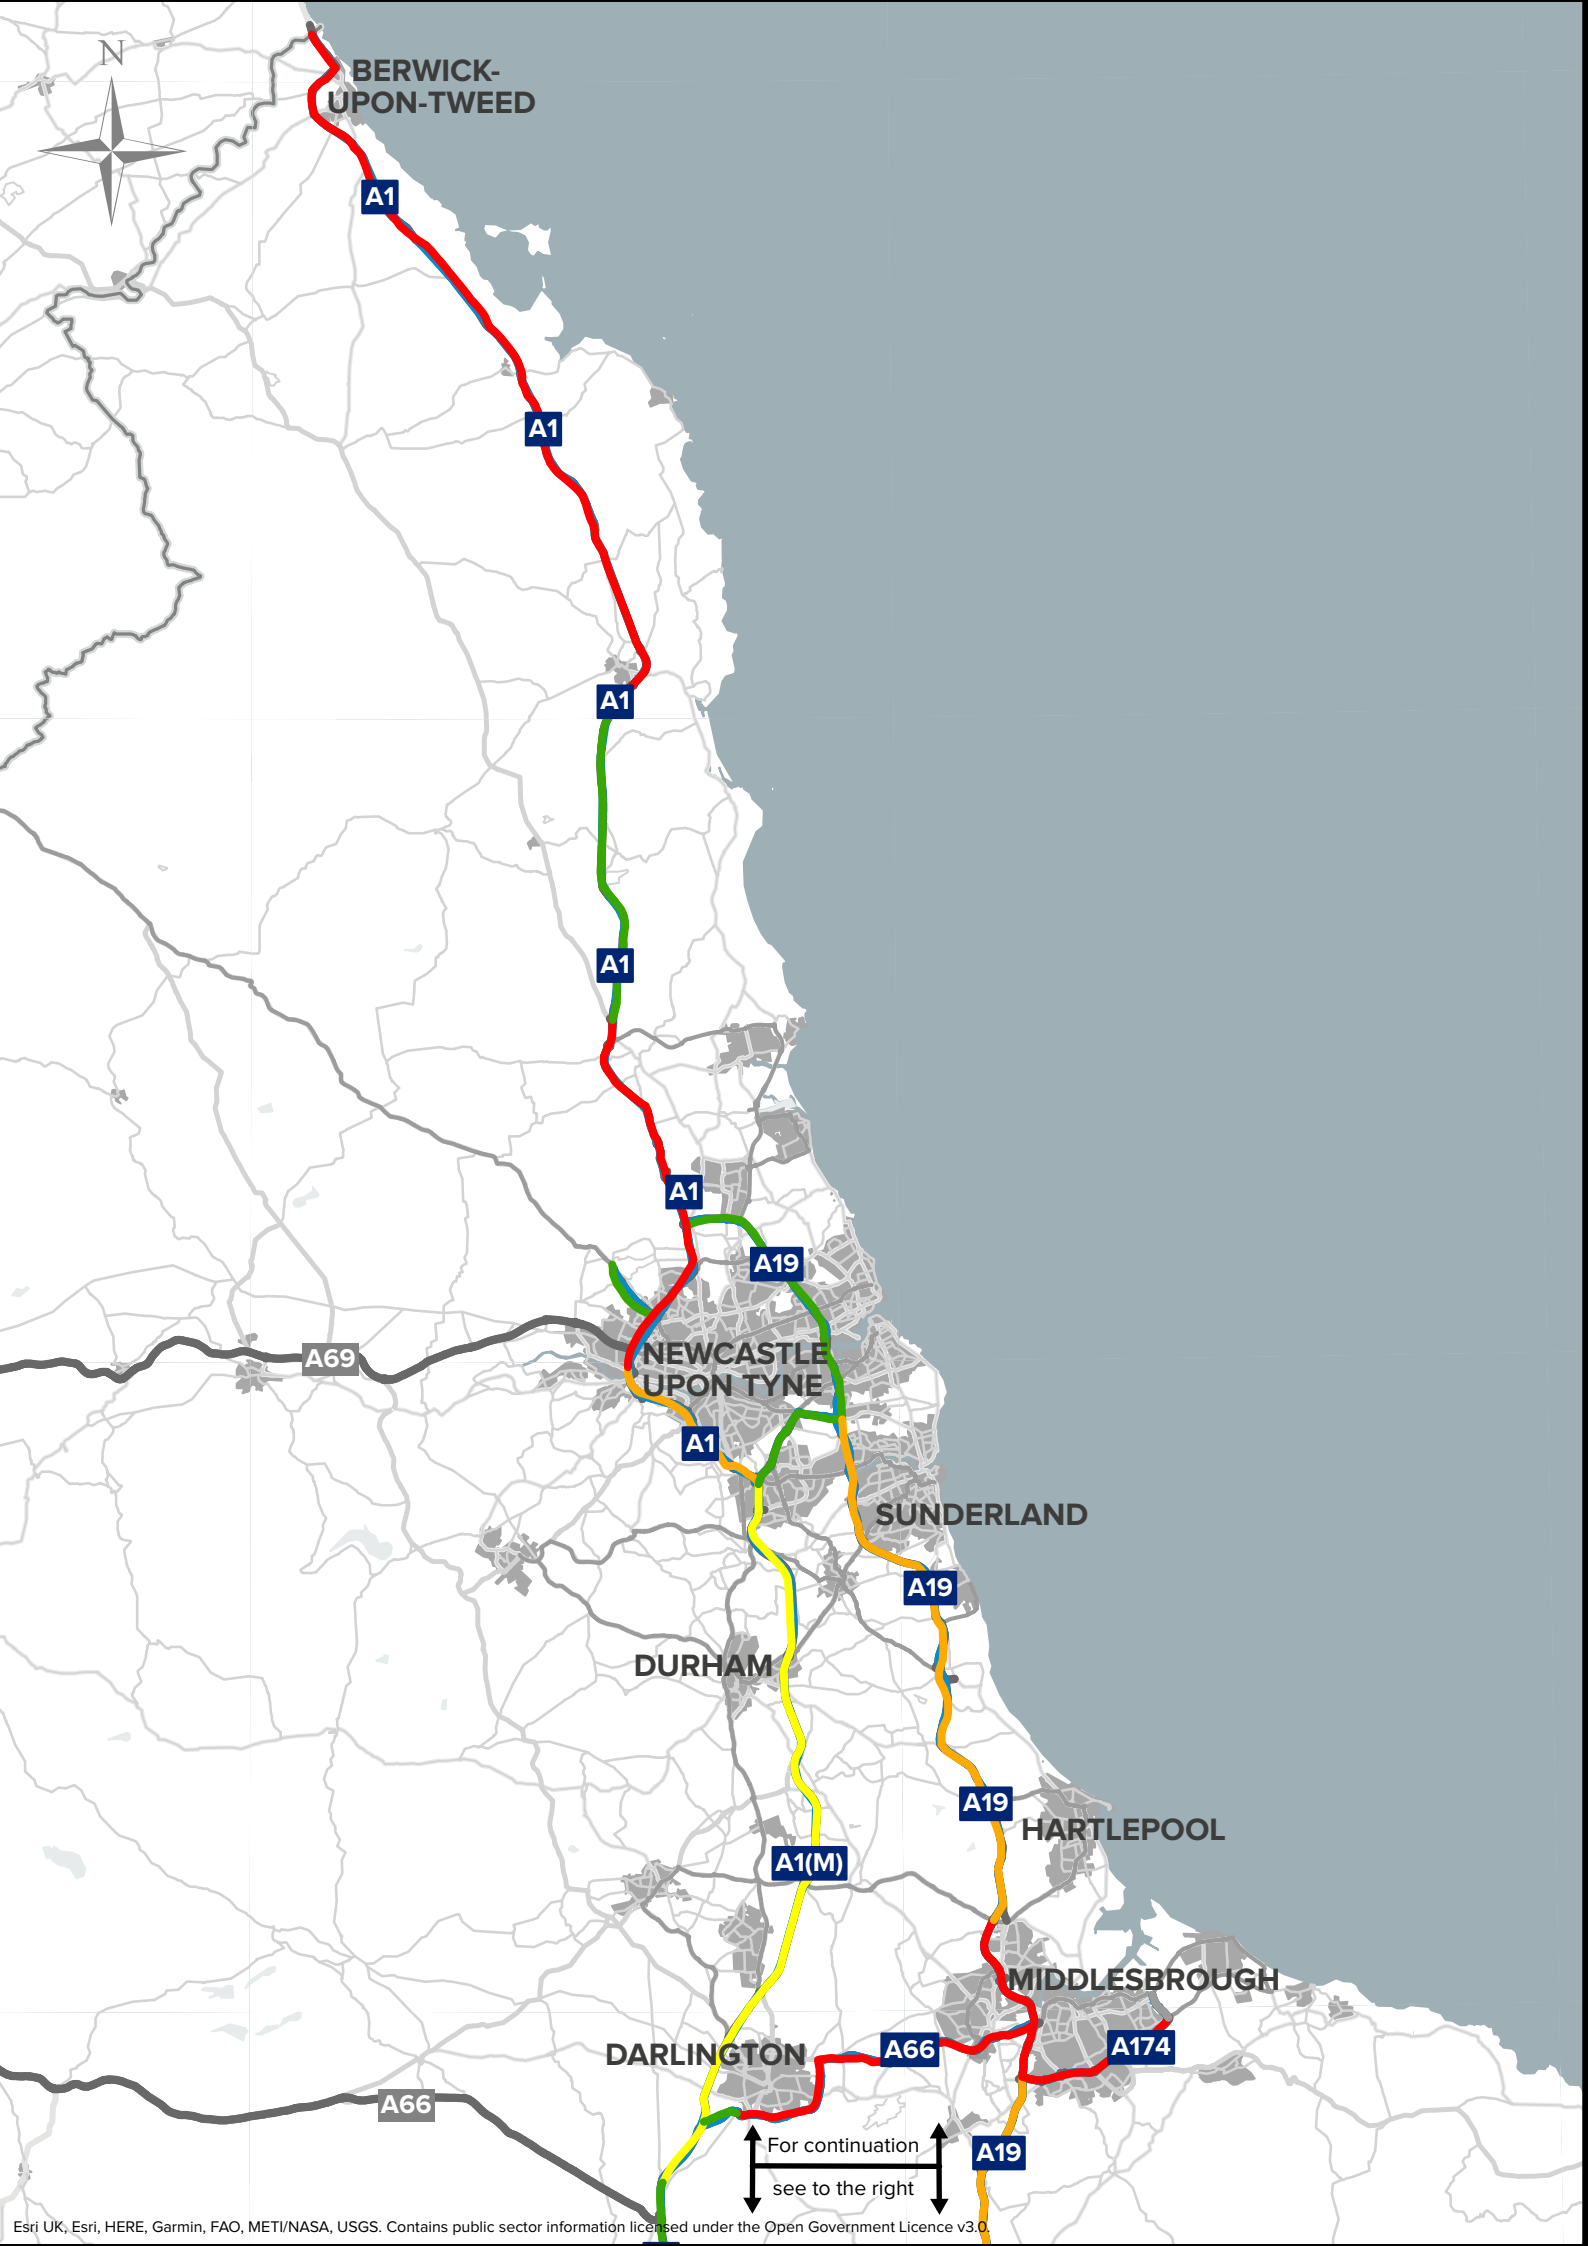 N
BERWICK-
UPON-TWEED
A1
A1
A1
A1
A1
A19
A69
NEWCASTLE
UPON TYNE
A1
SUNDERLAND
A19
DURHAM
A19
HARTLEPOOL
A1(M)
MIDDLESBROUGH
A174
A66
DARLINGTON
A66
A19
For continuation
see to the right
Esri UK, Esri, HERE, Garmin, FAO, METI/NASA, USGS. Contains public sector information licensed under the Open Government Licence v3.0.